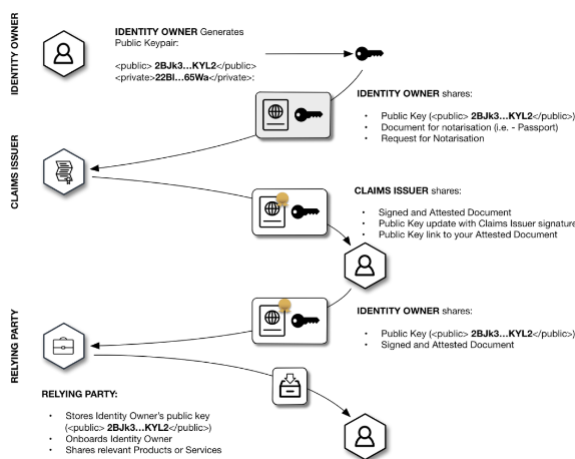 IDENTITY OWNER
IDENTITY OWNER Generates
Public Keypair:
<public> 2BJk3...KYL2</public>
<private>22Bl...65Wa</private>:
IDENTITY OWNER shares:
• Public Key (<public> 2BJk3...KYL2</public>)
• Document for notarisation (i.e. - Passport)
• Request for Notarisation
CLAIMS ISSUER
CLAIMS ISSUER shares:
• Signed and Attested Document
• Public Key update with Claims Issuer signature
• Public Key link to your Attested Document
RELYING PARTY
IDENTITY OWNER shares:
• Public Key (<public> 2BJk3...KYL2</public>)
• Signed and Attested Document
RELYING PARTY:
• Stores Identity Owner's public key
(<public> 2BJk3...KYL2</public>)
• Onboards Identity Owner
• Shares relevant Products or Services